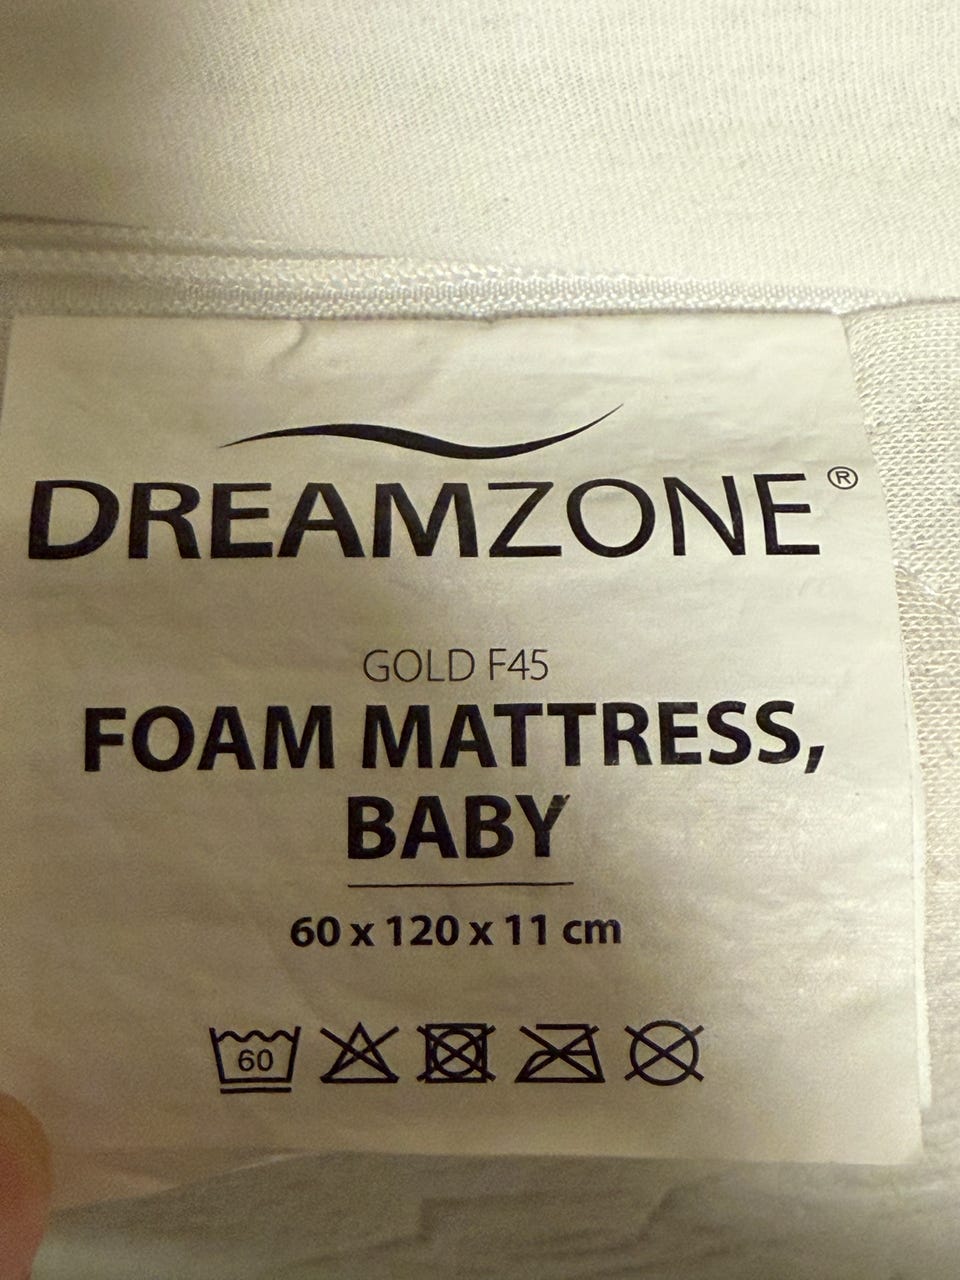 DREAMZONE®
GOLD F45
FOAM MATTRESS,
BABY
60 x 120 x 11 cm
60